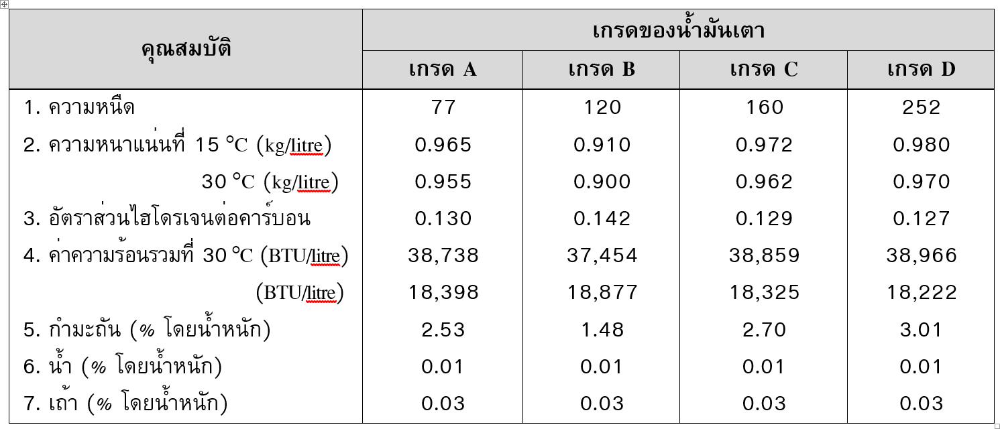 คุณสมบัติ เกรดของน้ำมันเตา
เกรด A เกรด B เกรด C เกรด D
1. ความหนืด 77 120 160 252
2. ความหนาแน่นที่ 15 °C (kg/litre) 0.965 0.910 0.972 0.980
30 °C (kg/litre) 0.955 0.900 0.962 0.970
3. อัตราส่วนไฮโดรเจนต่อคาร์บอน 0.130 0.142 0.129 0.127
4. ค่าความร้อนรวมที่ 30 °C (BTU/litre) 38,738 37,454 38,859 38,966
(BTU/litre) 18,398 18,877 18,325 18,222
5. กำมะถัน (% โดยน้ำหนัก) 2.53 1.48 2.70 3.01
6. น้ำ (% โดยน้ำหนัก) 0.01 0.01 0.01 0.01
7. เถ้า (% โดยน้ำหนัก) 0.03 0.03 0.03 0.03